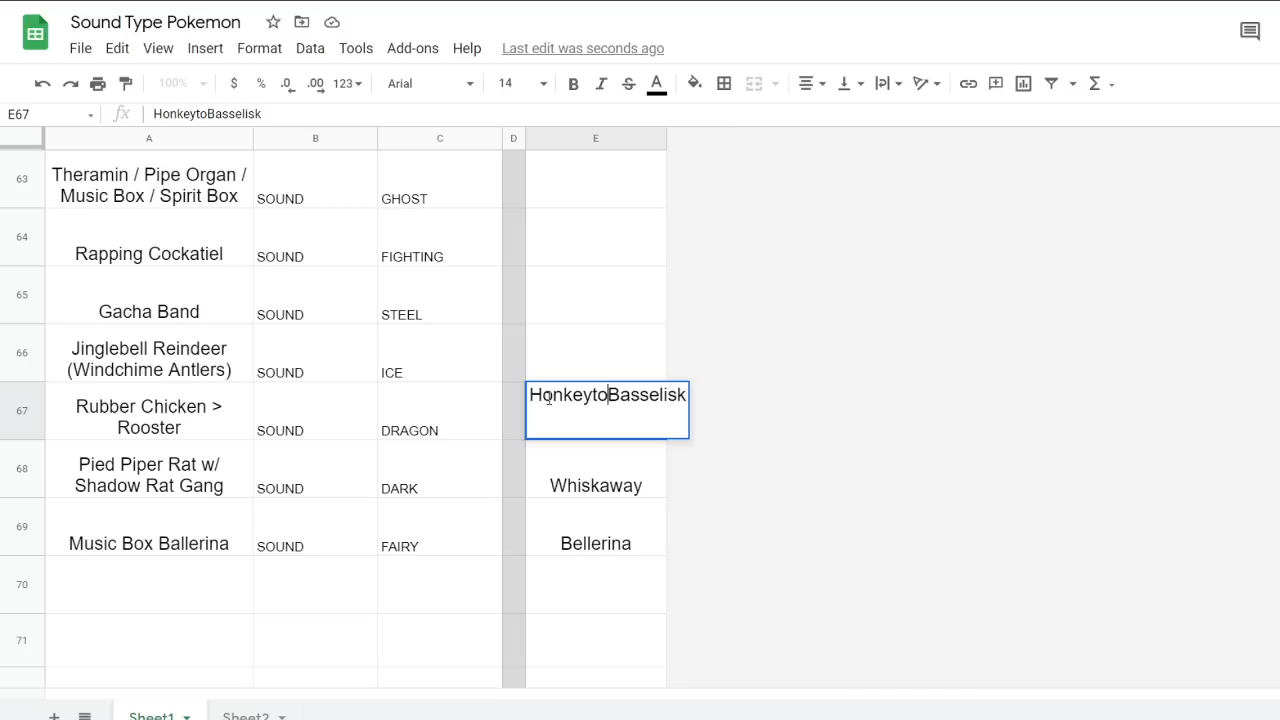 Sound Type Pokemon
File Edit View Insert Format Data Tools Add-ons Help Last edit was seconds ago
100% $ % .0 .00 123 Arial 14 B I S A
E67 fx HonkeytoBasselisk
A B C D E
63 Theramin / Pipe Organ /
Music Box / Spirit Box SOUND GHOST
64 Rapping Cockatiel SOUND FIGHTING
65 Gacha Band SOUND STEEL
66 Jinglebell Reindeer
(Windchime Antlers) SOUND ICE
67 Rubber Chicken > HonkeytoBasselisk
Rooster SOUND DRAGON
68 Pied Piper Rat w/
Shadow Rat Gang SOUND DARK Whiskaway
69 Music Box Ballerina SOUND FAIRY Bellerina
70
71
+ Sheet1 Sheet2